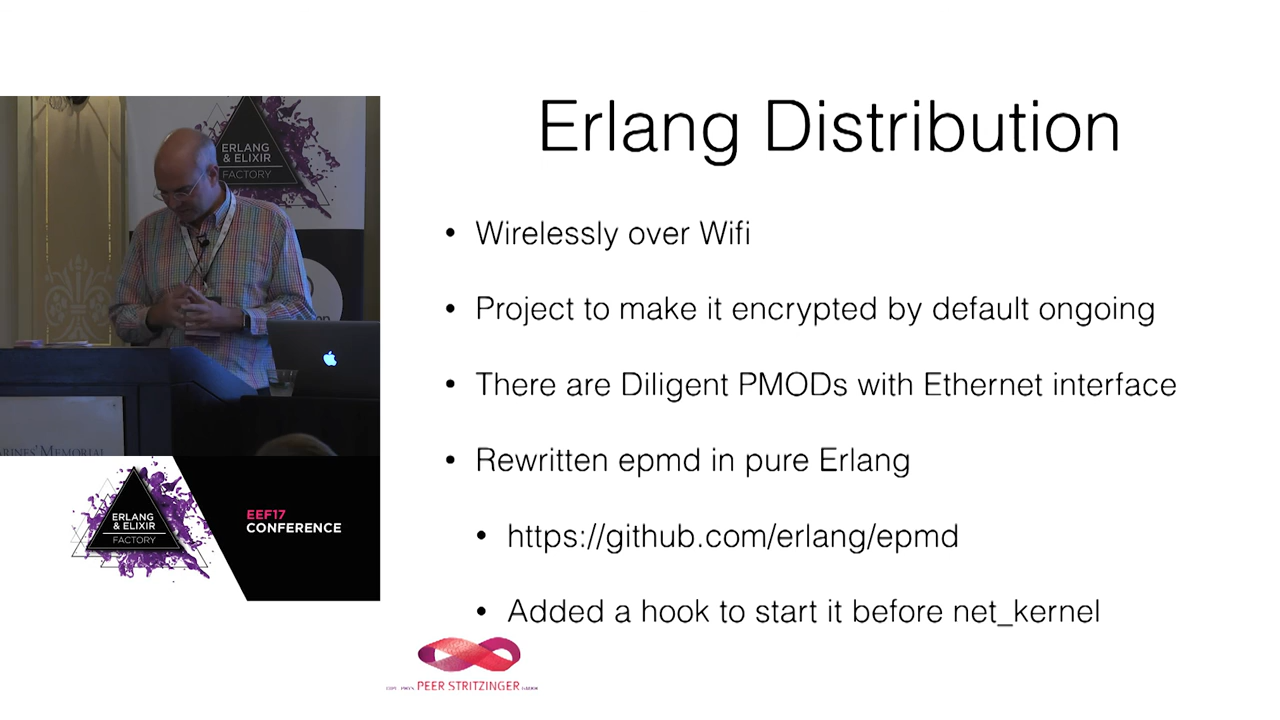 Erlang Distribution
• Wirelessly over Wifi
• Project to make it encrypted by default ongoing
• There are Diligent PMODs with Ethernet interface
• Rewritten epmd in pure Erlang
• https://github.com/erlang/epmd
• Added a hook to start it before net_kernel
ERLANG
& ELIXIR
FACTORY
ARINES' MEMORIAL
ERLANG
& ELIXIR
FACTORY
EEF17
CONFERENCE
PEER STRITZINGER